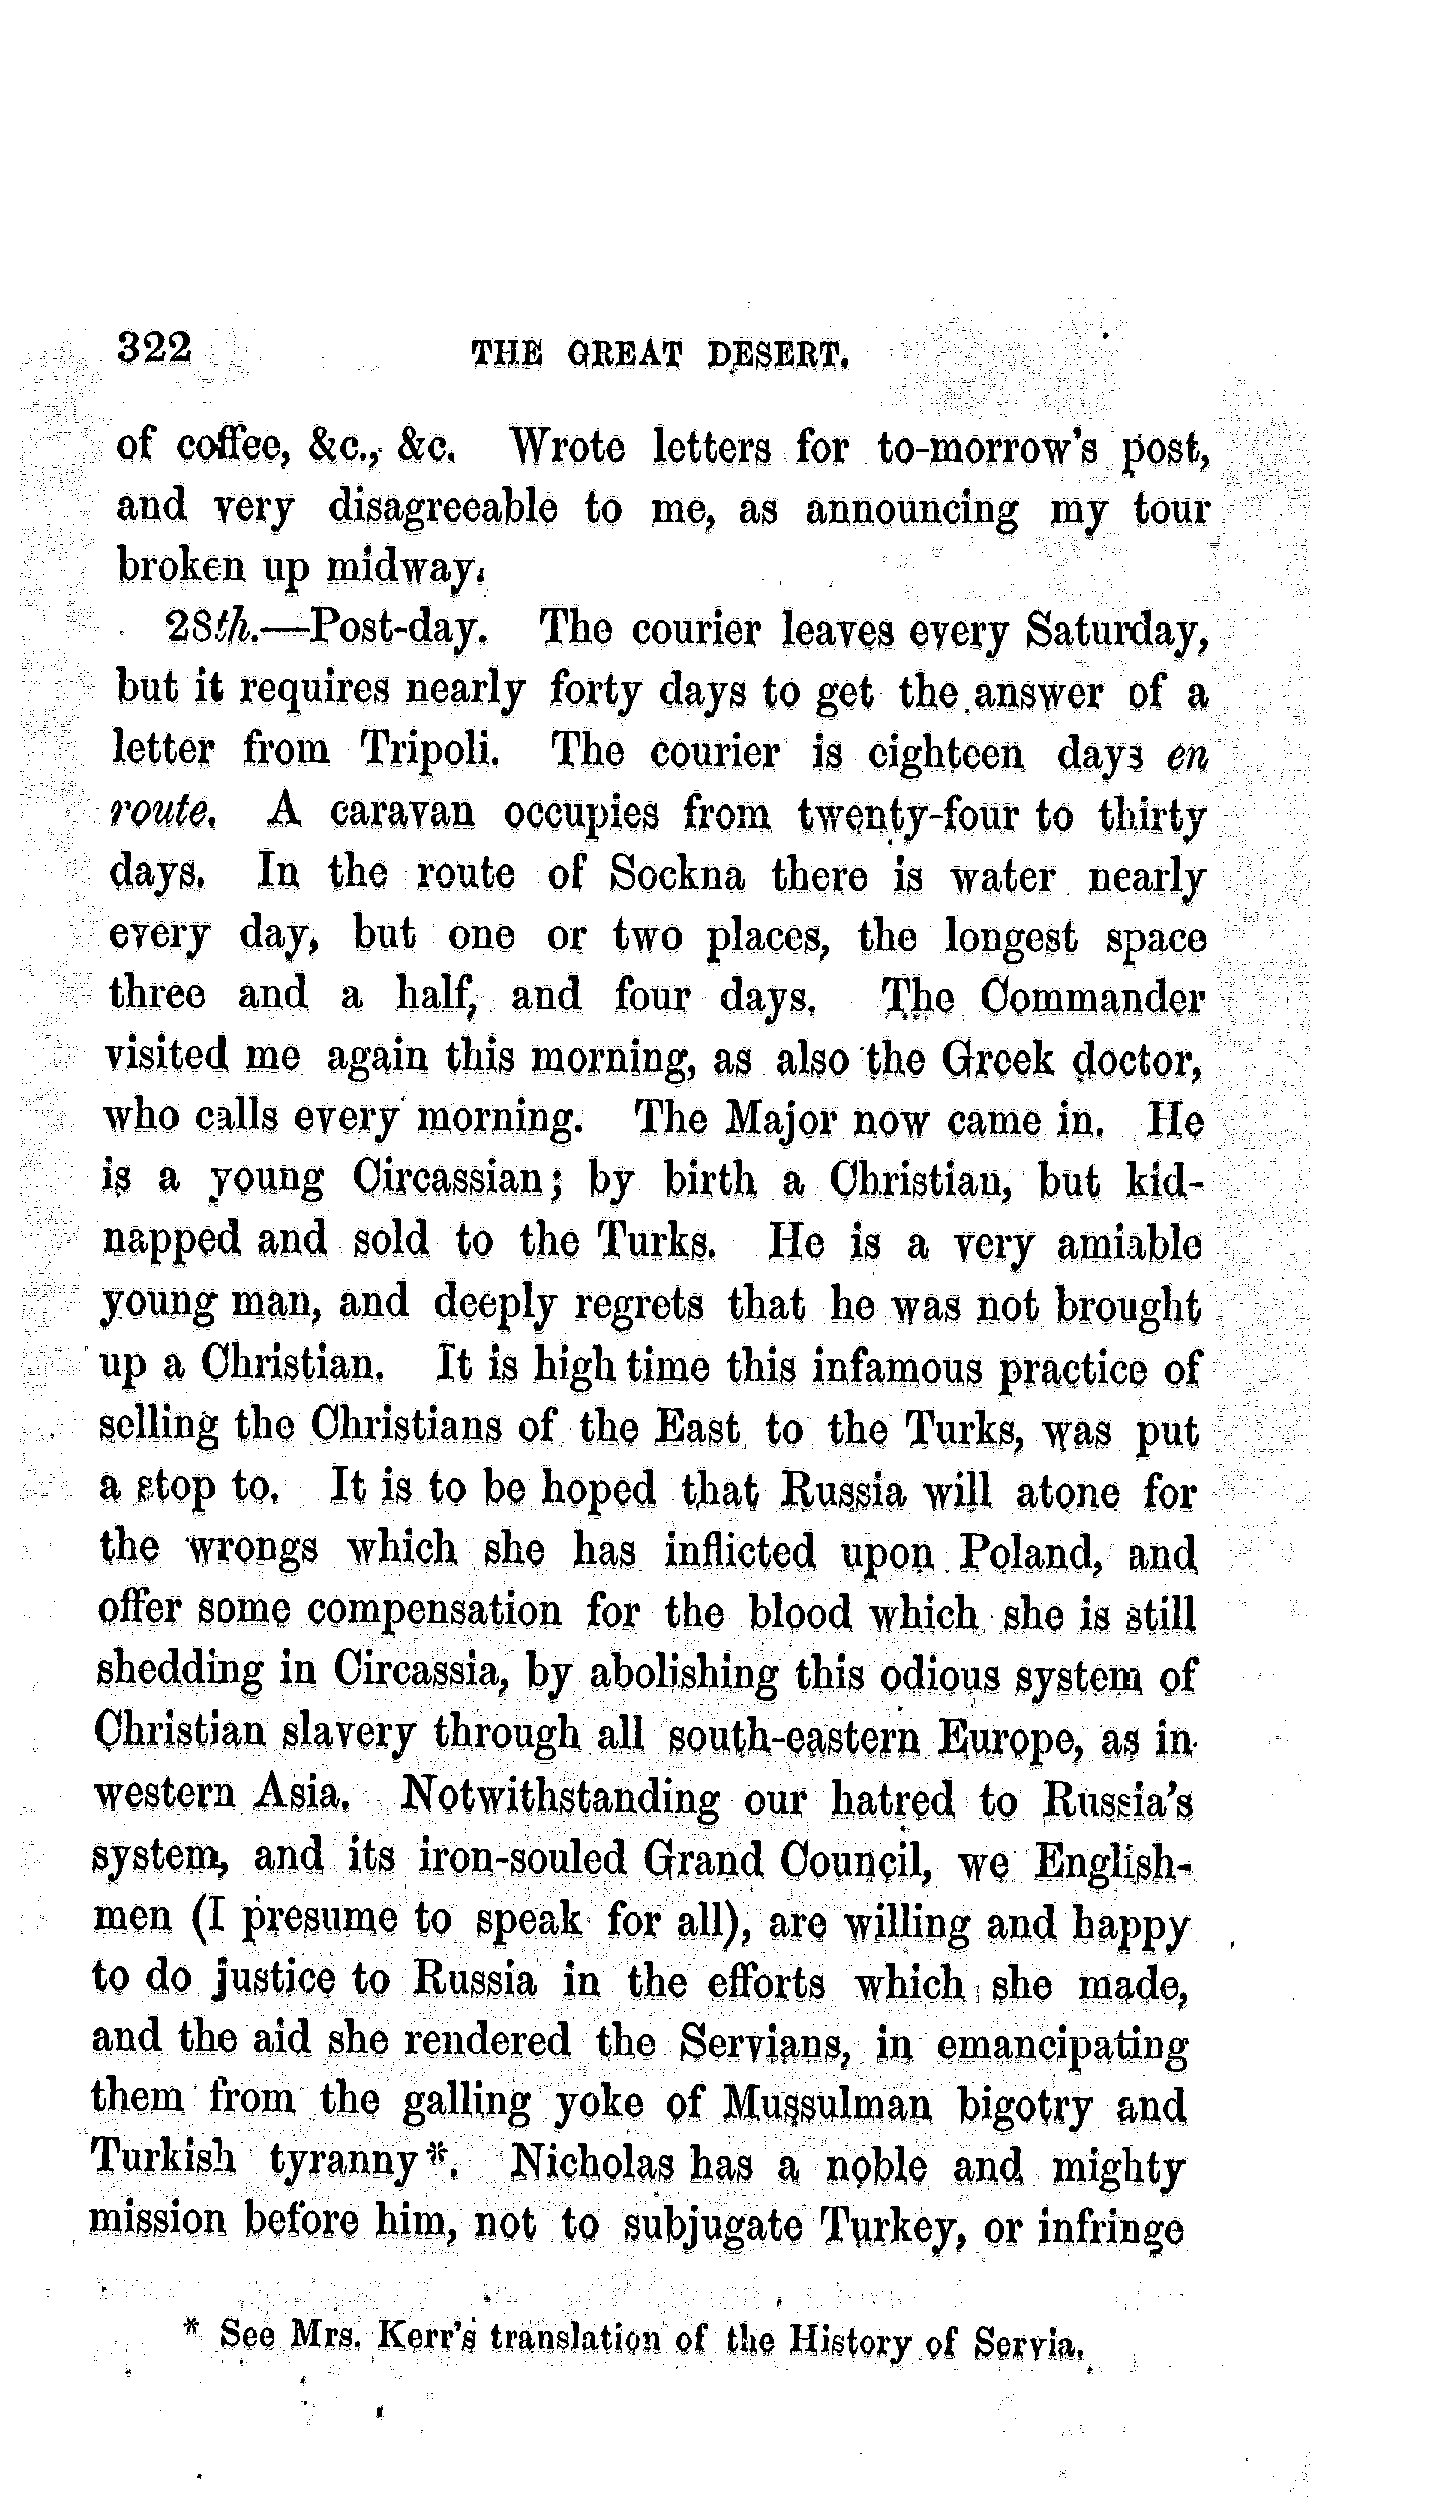 322 THE GREAT DESERT.
of coffee, &c., &c. Wrote letters for to-morrow's post,
and very disagreeable to me, as announcing my tour
broken up midway.
28th.—Post-day. The courier leaves every Saturday,
but it requires nearly forty days to get the answer of a
letter from Tripoli. The courier is eighteen days en
route. A caravan occupies from twenty-four to thirty
days. In the route of Sockna there is water nearly
every day, but one or two places, the longest space
three and a half, and four days. The Commander
visited me again this morning, as also the Greek doctor,
who calls every morning. The Major now came in. He
is a young Circassian; by birth a Christian, but kid-
napped and sold to the Turks. He is a very amiable
young man, and deeply regrets that he was not brought
up a Christian. It is high time this infamous practice of
selling the Christians of the East to the Turks, was put
a stop to. It is to be hoped that Russia will atone for
the wrongs which she has inflicted upon Poland, and
offer some compensation for the blood which she is still
shedding in Circassia, by abolishing this odious system of
Christian slavery through all south-eastern Europe, as in
western Asia. Notwithstanding our hatred to Russia's
system, and its iron-souled Grand Council, we English-
men (I presume to speak for all), are willing and happy
to do justice to Russia in the efforts which she made,
and the aid she rendered the Servians, in emancipating
them from the galling yoke of Mussulman bigotry and
Turkish tyranny*. Nicholas has a noble and mighty
mission before him, not to subjugate Turkey, or infringe
* See Mrs. Kerr's translation of the History of Servia.